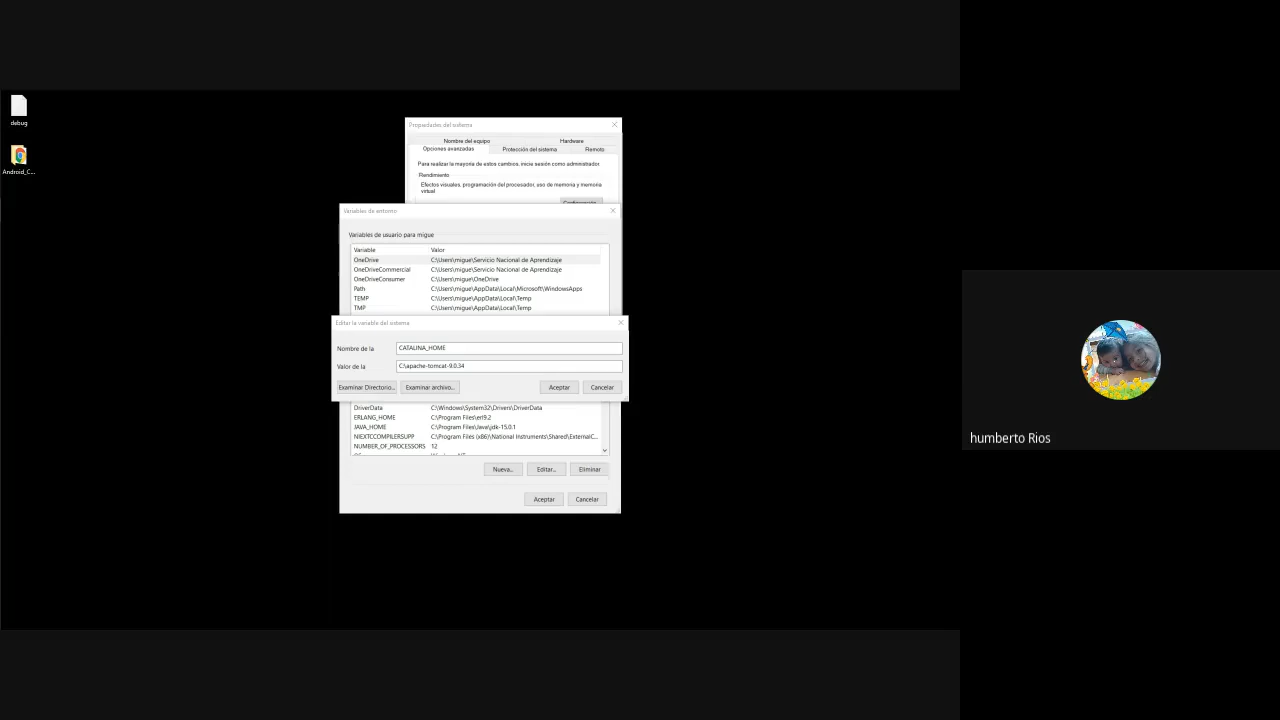 debug
Android_C...
Propiedades del sistema
Nombre del equipo Hardware
Opciones avanzadas Protección del sistema Remoto
Para realizar la mayoría de estos cambios, inicie sesión como administrador.
Rendimiento
Efectos visuales, programación del procesador, uso de memoria y memoria
virtual
Configuración...
Variables de entorno
Variables de usuario para migue
Variable Valor
OneDrive C:\Users\migue\Servicio Nacional de Aprendizaje
OneDriveCommercial C:\Users\migue\Servicio Nacional de Aprendizaje
OneDriveConsumer C:\Users\migue\OneDrive
Path C:\Users\migue\AppData\Local\Microsoft\WindowsApps
TEMP C:\Users\migue\AppData\Local\Temp
TMP C:\Users\migue\AppData\Local\Temp
Editar la variable del sistema
Nombre de la CATALINA_HOME
Valor de la C:\apache-tomcat-9.0.34
Examinar Directorio... Examinar archivo... Aceptar Cancelar
DriverData C:\Windows\System32\Drivers\DriverData
ERLANG_HOME C:\Program Files\erl9.2
JAVA_HOME C:\Program Files\Java\jdk-15.0.1
NIEXTCCOMPILERSUPP C:\Program Files (x86)\National Instruments\Shared\ExternalC...
NUMBER_OF_PROCESSORS 12
Nueva... Editar... Eliminar
Aceptar Cancelar
humberto Rios